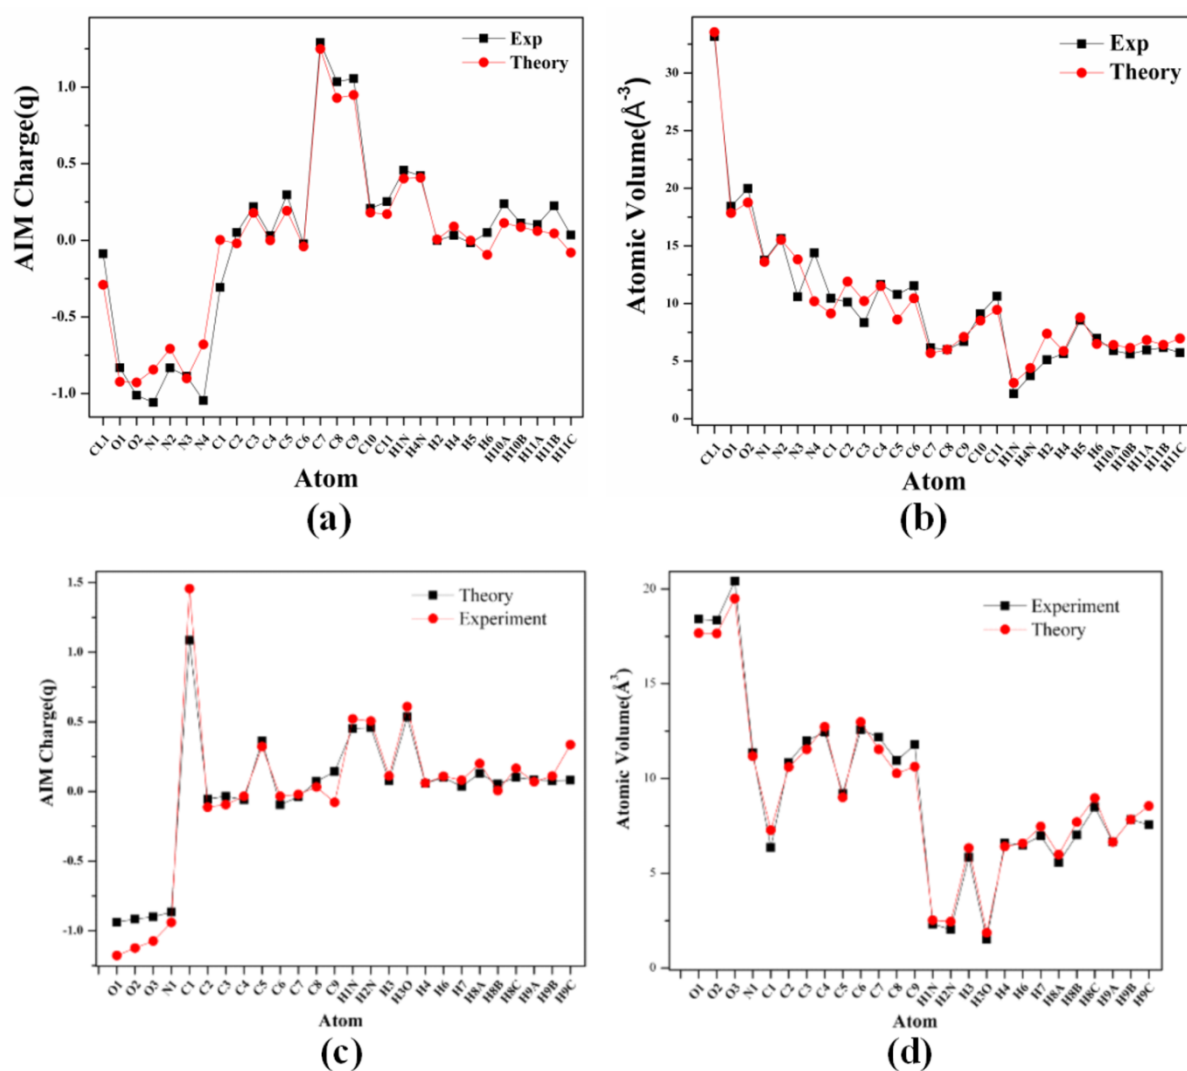 Exp
Theory
AIM Charge(q)
1.0
0.5
0.0
-0.5
-1.0
CL1 O1 O2 N1 N2 N3 N4 C1 C2 C3 C4 C5 C6 C7 C8 C9 C10 C11 H1N H4N H2 H4 H5 H6 H10A H10B H11A H11B H11C
Atom
(a)
Exp
Theory
Atomic Volume(Å⁻³)
30
25
20
15
10
5
0
CL1 O1 O2 N1 N2 N3 N4 C1 C2 C3 C4 C5 C6 C7 C8 C9 C10 C11 H1N H4N H2 H4 H5 H6 H10A H10B H11A H11B H11C
Atom
(b)
Theory
Experiment
AIM Charge(q)
1.5
1.0
0.5
0.0
-0.5
-1.0
O1 O2 O3 N1 C1 C2 C3 C4 C5 C6 C7 C8 C9 H1N H2N H3 H3O H4 H6 H7 H8A H8B H8C H9A H9B H9C
Atom
(c)
Experiment
Theory
Atomic Volume(Å³)
20
15
10
5
0
O1 O2 O3 N1 C1 C2 C3 C4 C5 C6 C7 C8 C9 H1N H2N H3 H3O H4 H6 H7 H8A H8B H8C H9A H9B H9C
Atom
(d)